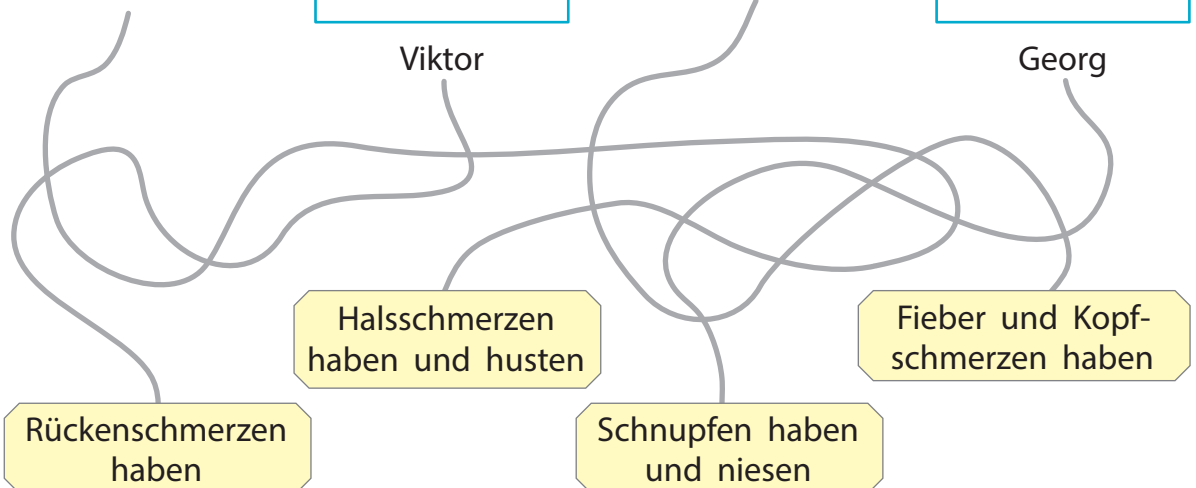 Viktor
Georg
Halsschmerzen
haben und husten
Fieber und Kopf-
schmerzen haben
Rückenschmerzen
haben
Schnupfen haben
und niesen